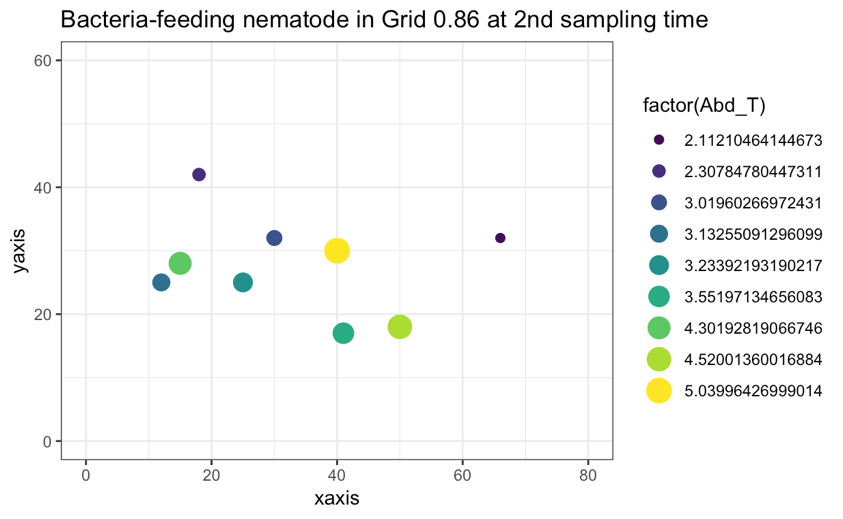 Bacteria-feeding nematode in Grid 0.86 at 2nd sampling time
60
40
20
0
yaxis
0 20 40 60 80
xaxis
factor(Abd_T)
2.11210464144673
2.30784780447311
3.01960266972431
3.13255091296099
3.23392193190217
3.55197134656083
4.30192819066746
4.52001360016884
5.03996426999014